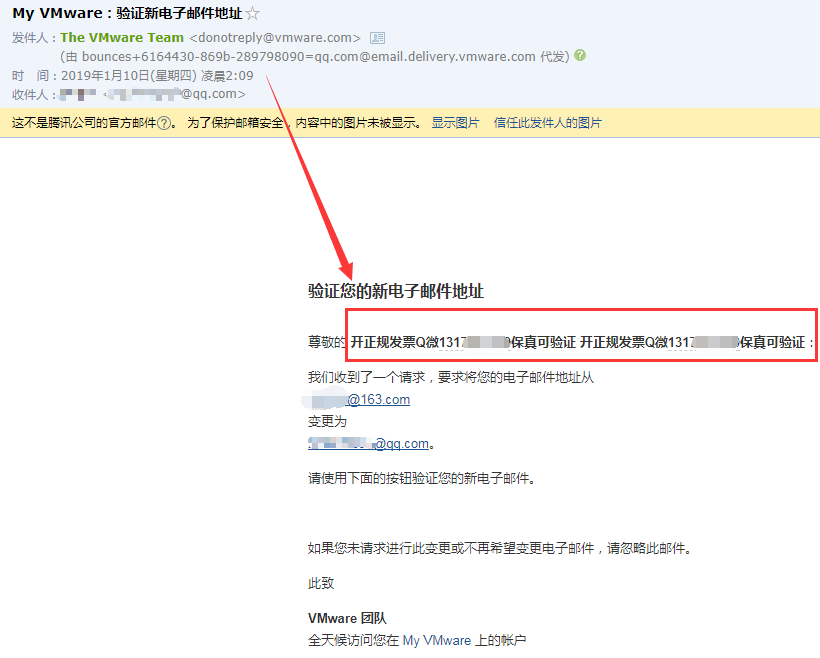 My VMware：验证新电子邮件地址
发件人：The VMware Team <donotreply@vmware.com>
(由 bounces+6164430-869b-289798090=qq.com@email.delivery.vmware.com 代发)
时 间：2019年1月10日(星期四) 凌晨2:09
收件人： < @qq.com>
这不是腾讯公司的官方邮件?。 为了保护邮箱安全，内容中的图片未被显示。 显示图片 信任此发件人的图片
验证您的新电子邮件地址
尊敬的 开正规发票Q微1317 保真可验证 开正规发票Q微1317 保真可验证：
我们收到了一个请求，要求将您的电子邮件地址从
@163.com
变更为
@qq.com。
请使用下面的按钮验证您的新电子邮件。
如果您未请求进行此变更或不再希望变更电子邮件，请忽略此邮件。
此致
VMware 团队
全天候访问您在 My VMware 上的帐户